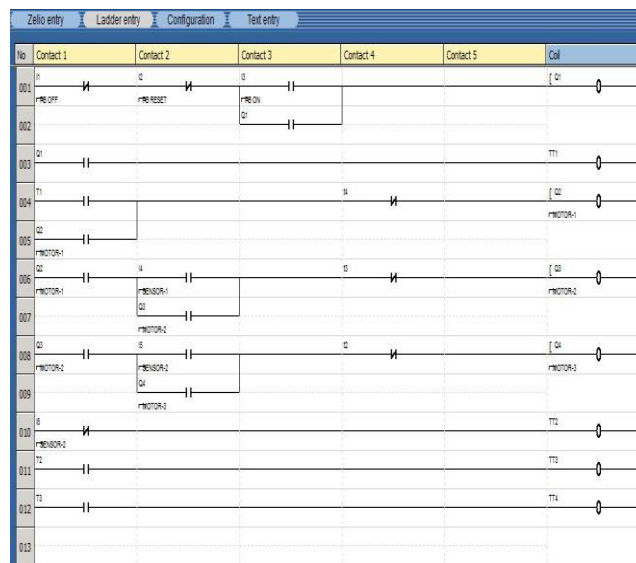 Zelio entry Ladder entry Configuration Text entry
No Contact 1 Contact 2 Contact 3 Contact 4 Contact 5 Coil
001 I1 I2 I3 [ Q1
PB OFF PB RESET PB ON
002 Q1
003 Q1 TT1
004 T1 t4 [ Q2
MOTOR-1
005 Q2
MOTOR-1
006 Q2 I4 t3 [ Q3
MOTOR-1 SENSOR-1 MOTOR-2
007 Q3
MOTOR-2
008 Q3 I5 t2 [ Q4
MOTOR-2 SENSOR-2 MOTOR-3
009 Q4
MOTOR-3
010 TT2
SENSOR-2
011 T2 TT3
012 T3 TT4
013